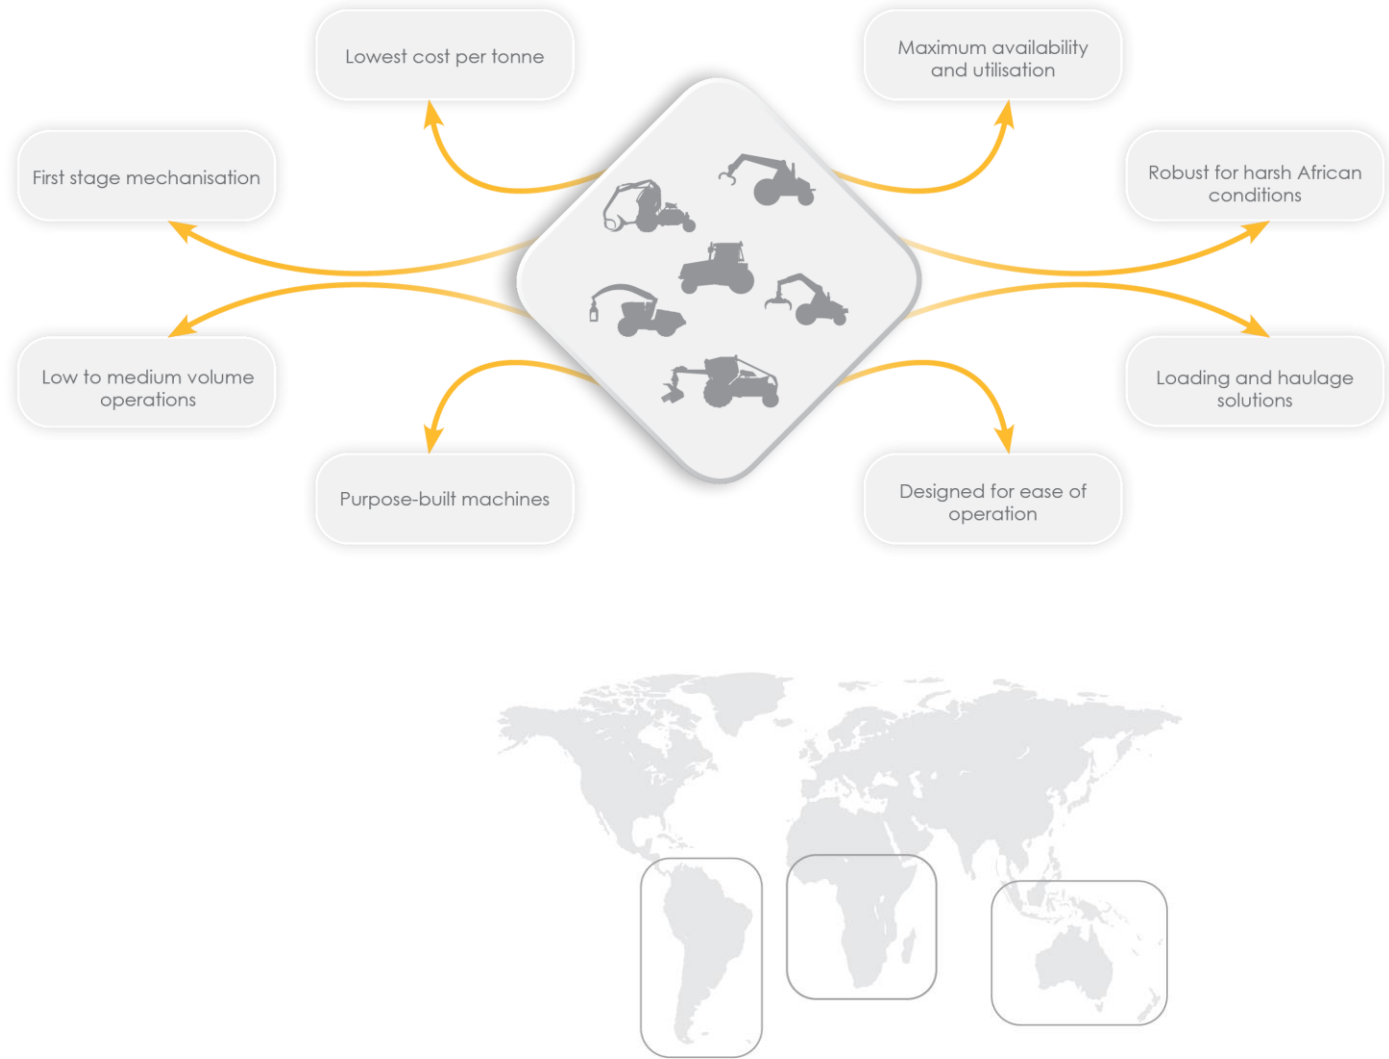 Lowest cost per tonne
Maximum availability
and utilisation
First stage mechanisation
Robust for harsh African
conditions
Low to medium volume
operations
Loading and haulage
solutions
Purpose-built machines
Designed for ease of
operation